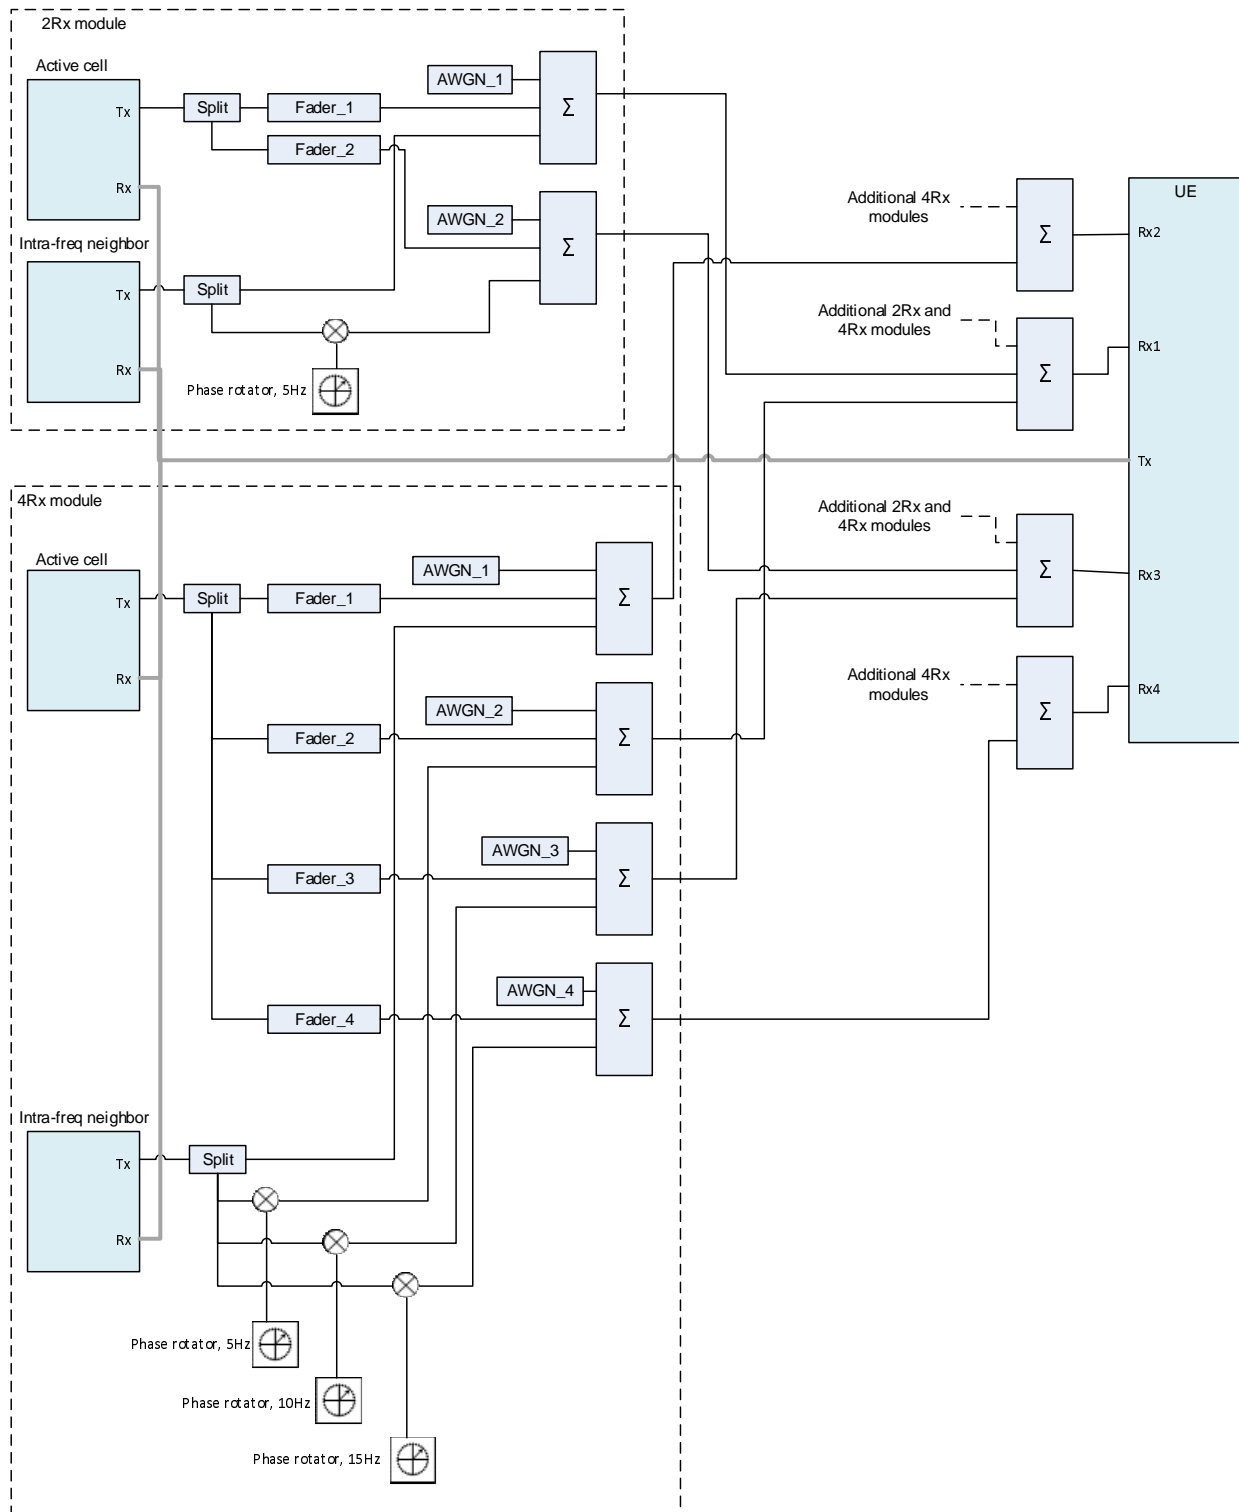 2Rx module
Active cell
Tx
Rx
Split
Fader_1
Fader_2
AWGN_1
Σ
AWGN_2
Σ
Intra-freq neighbor
Tx
Rx
Split
Phase rotator, 5Hz
4Rx module
Active cell
Tx
Rx
Split
Fader_1
AWGN_1
Σ
Fader_2
AWGN_2
Σ
Fader_3
AWGN_3
Σ
Fader_4
AWGN_4
Σ
Intra-freq neighbor
Tx
Rx
Split
Phase rotator, 5Hz
Phase rotator, 10Hz
Phase rotator, 15Hz
Additional 4Rx
modules
Σ
Additional 2Rx and
4Rx modules
Σ
Additional 2Rx and
4Rx modules
Σ
Additional 4Rx
modules
Σ
UE
Rx2
Rx1
Tx
Rx3
Rx4